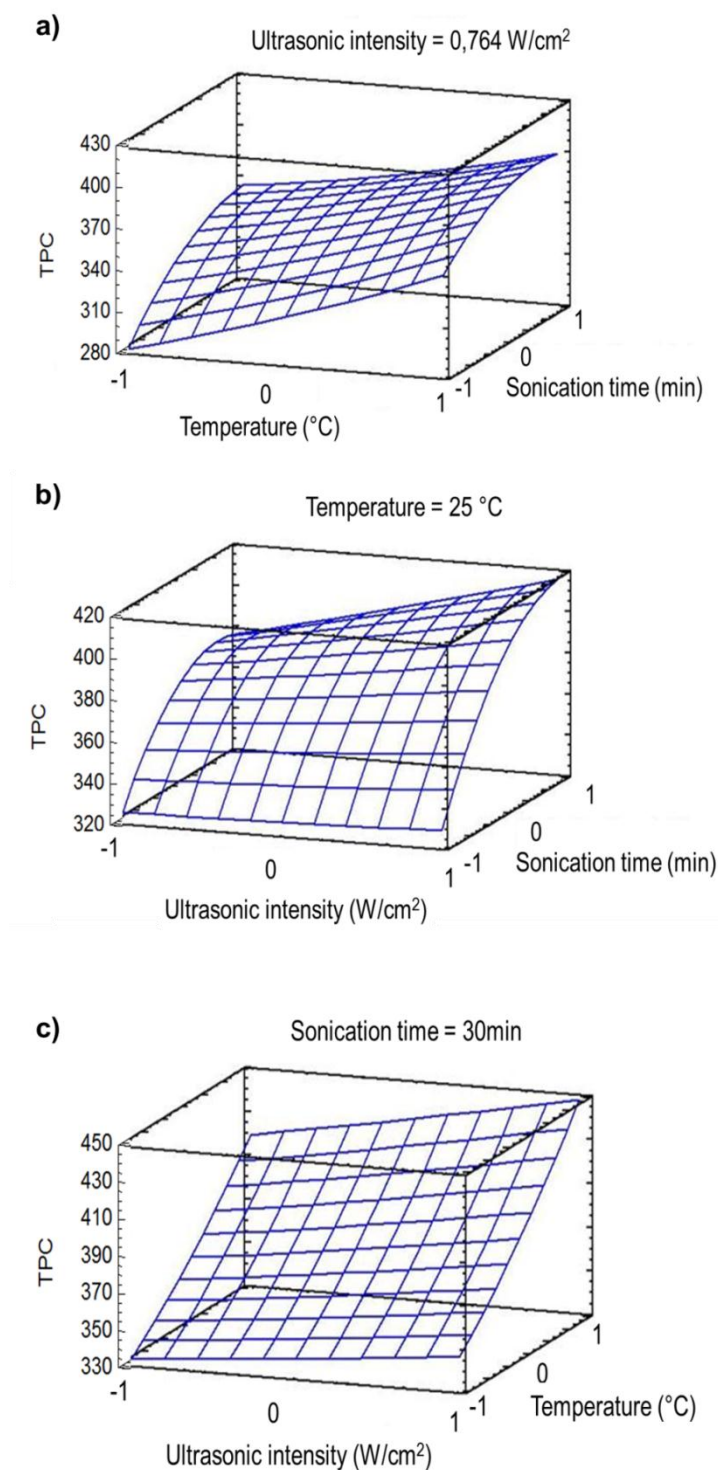 a)
Ultrasonic intensity = 0,764 W/cm²
430
400
370
340
310
280
TPC
-1
0
1
Temperature (°C)
-1
0
1
Sonication time (min)
b)
Temperature = 25 °C
420
400
380
360
340
320
TPC
-1
0
1
Ultrasonic intensity (W/cm²)
-1
0
1
Sonication time (min)
c)
Sonication time = 30min
450
430
410
390
370
350
330
TPC
-1
0
1
Ultrasonic intensity (W/cm²)
-1
0
1
Temperature (°C)